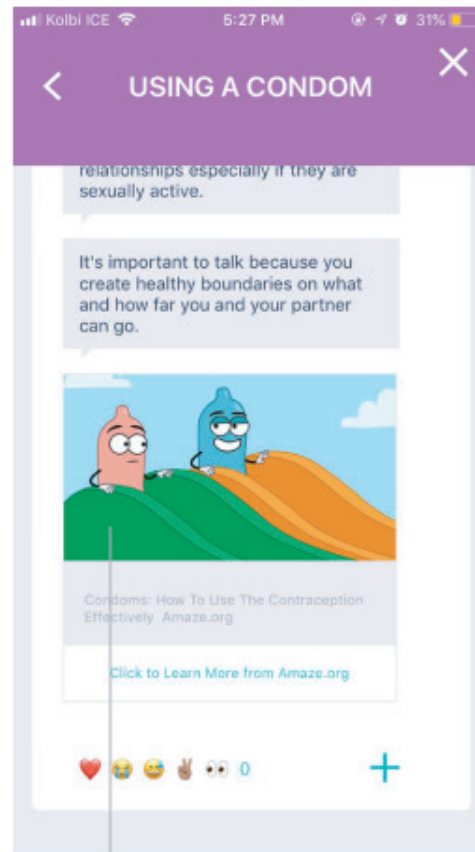 Kolbi ICE 5:27 PM 31%
USING A CONDOM
relationships especially if they are
sexually active.
It's important to talk because you
create healthy boundaries on what
and how far you and your partner
can go.
Condoms: How To Use The Contraception
Effectively Amaze.org
Click to Learn More from Amaze.org
0